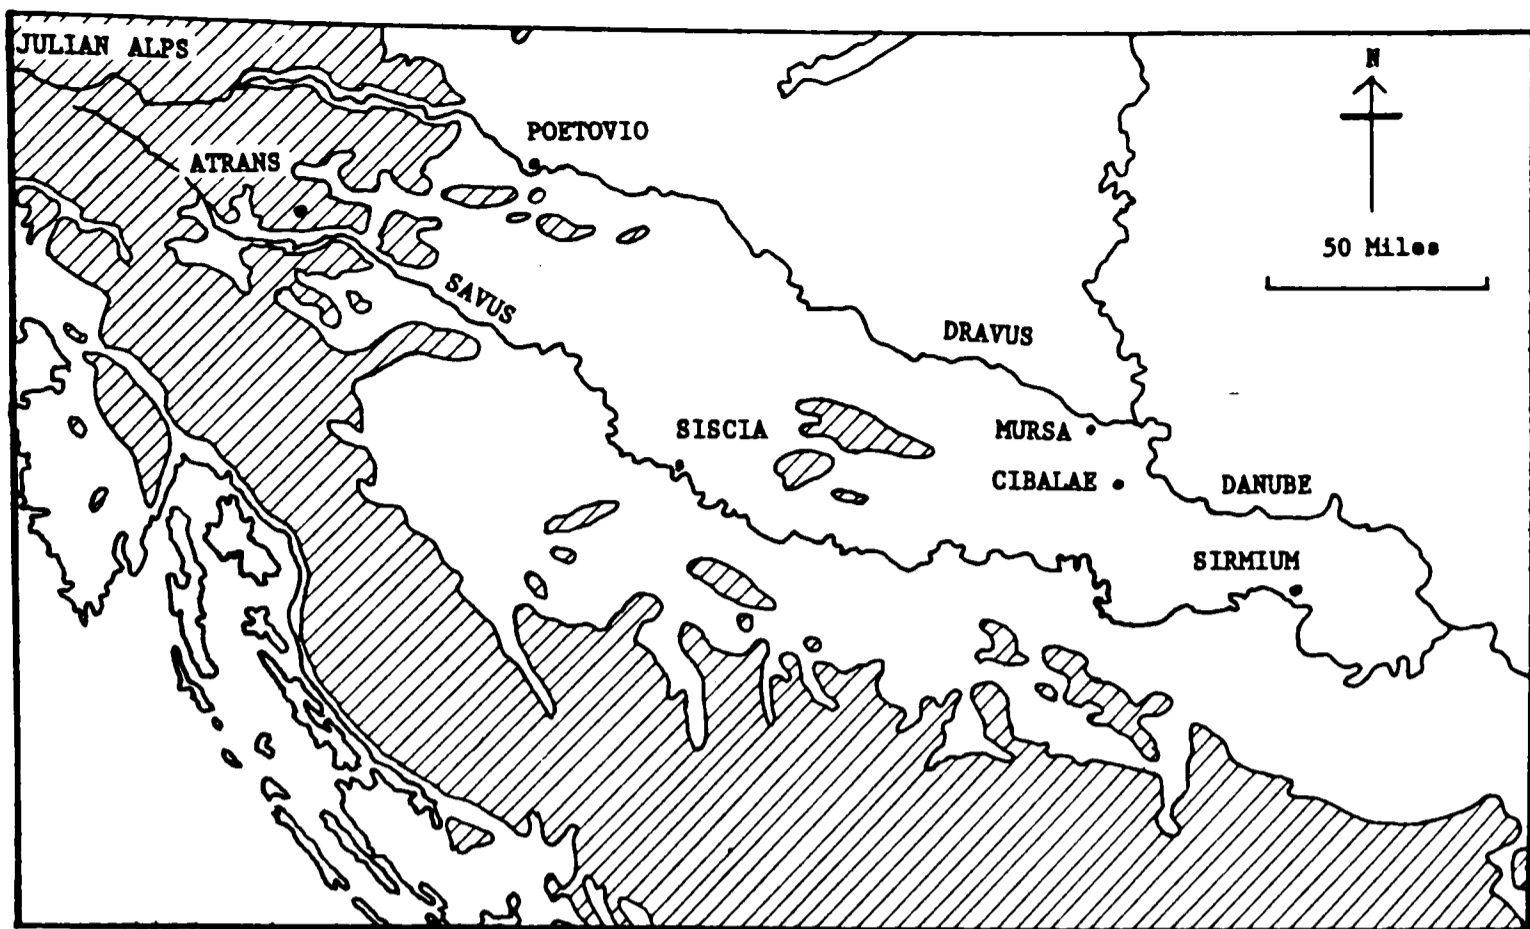 JULIAN ALPS
N
POETOVIO
ATRANS
50 Miles
SAVUS
DRAVUS
SISCIA
MURSA
CIBALAE
DANUBE
SIRMIUM